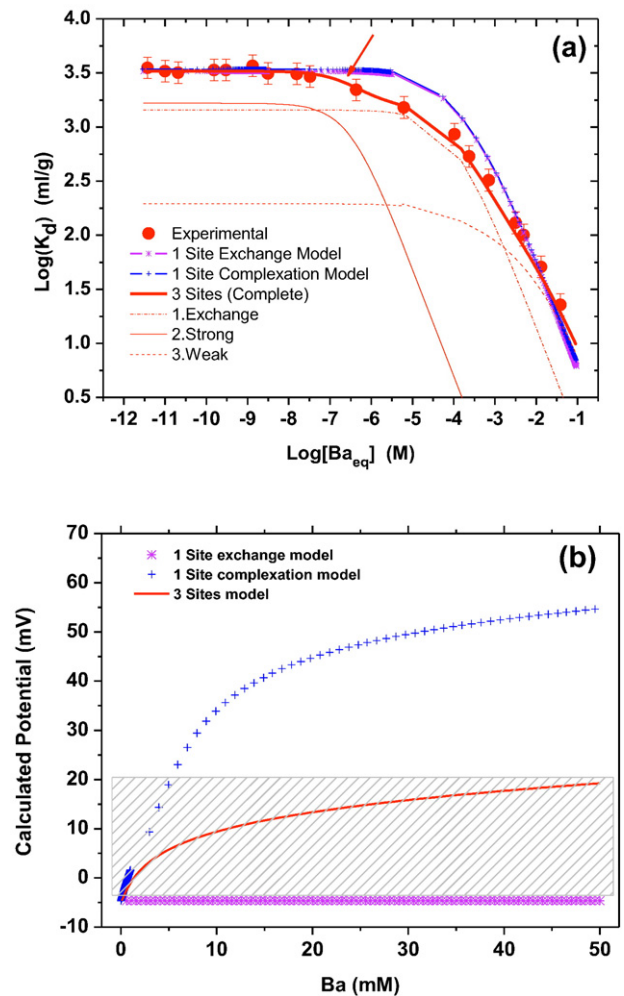 (a)
4.0
3.5
3.0
2.5
2.0
1.5
1.0
0.5
Log(Kd) (ml/g)
Experimental
1 Site Exchange Model
1 Site Complexation Model
3 Sites (Complete)
1.Exchange
2.Strong
3.Weak
-12 -11 -10 -9 -8 -7 -6 -5 -4 -3 -2 -1 0
Log[Baeq] (M)
(b)
70
60
50
40
30
20
10
0
-10
Calculated Potential (mV)
1 Site exchange model
1 Site complexation model
3 Sites model
0 10 20 30 40 50
Ba (mM)